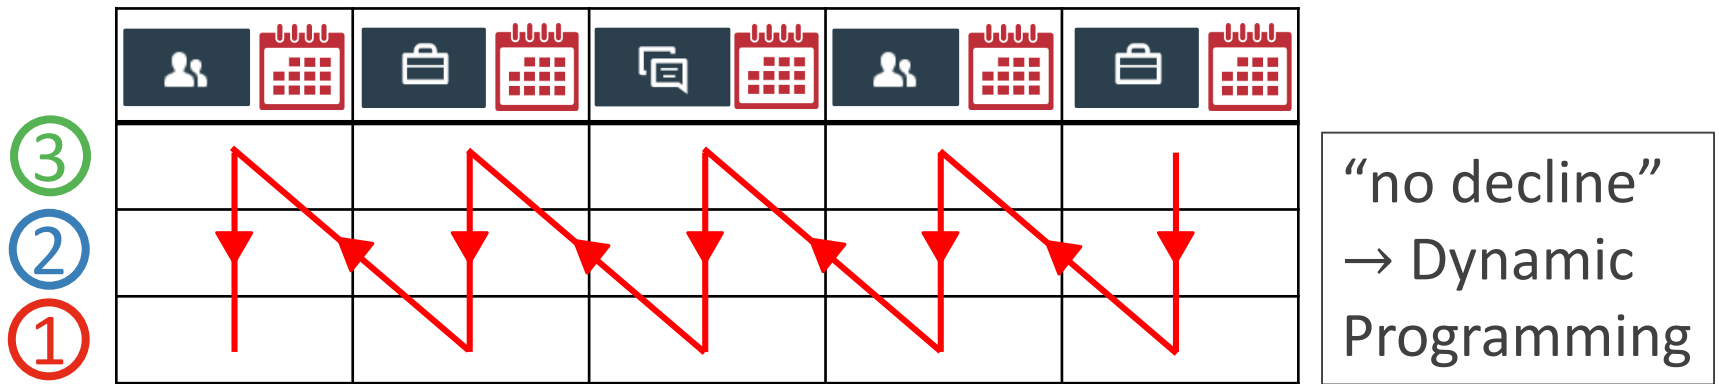 3
2
1
“no decline”
→ Dynamic
Programming